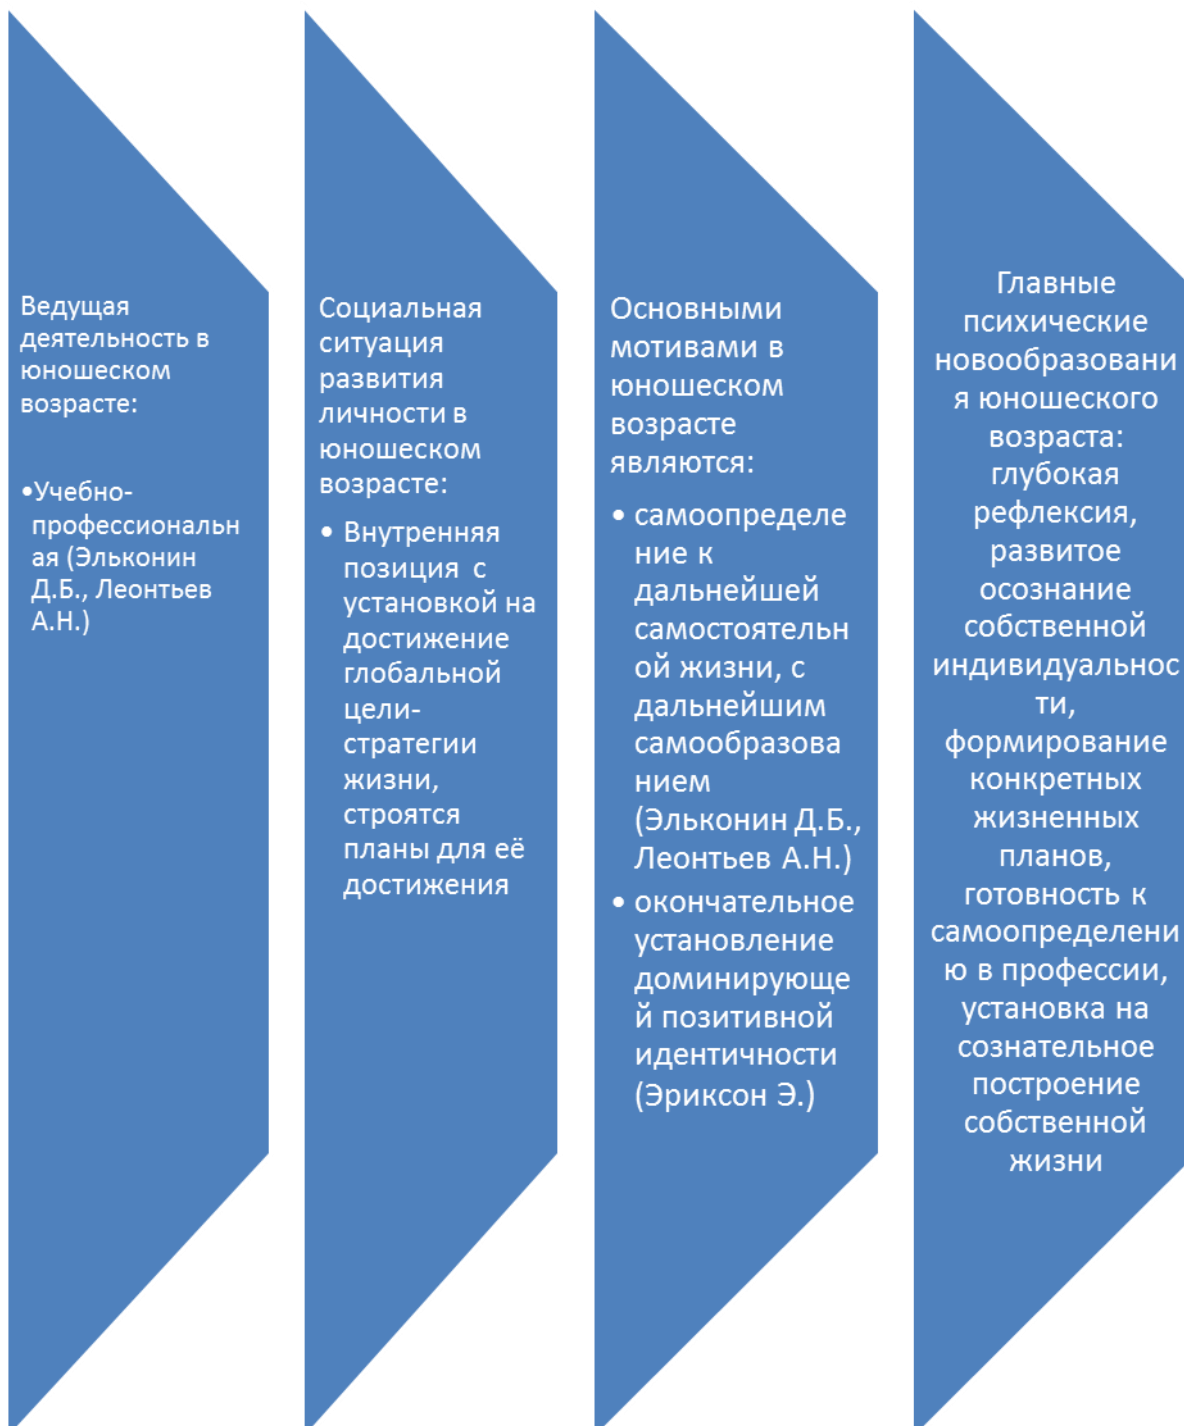 Ведущая
деятельность в
юношеском
возрасте:
•Учебно-
профессиональн
ая (Эльконин
Д.Б., Леонтьев
А.Н.)
Социальная
ситуация
развития
личности в
юношеском
возрасте:
• Внутренняя
позиция с
установкой на
достижение
глобальной
цели-
стратегии
жизни,
строятся
планы для её
достижения
Основными
мотивами в
юношеском
возрасте
являются:
• самоопределе
ние к
дальнейшей
самостоятельн
ой жизни, с
дальнейшим
самообразова
нием
(Эльконин Д.Б.,
Леонтьев А.Н.)
• окончательное
установление
доминирующе
й позитивной
идентичности
(Эриксон Э.)
Главные
психические
новообразовани
я юношеского
возраста:
глубокая
рефлексия,
развитое
осознание
собственной
индивидуальнос
ти,
формирование
конкретных
жизненных
планов,
готовность к
самоопределени
ю в профессии,
установка на
сознательное
построение
собственной
жизни